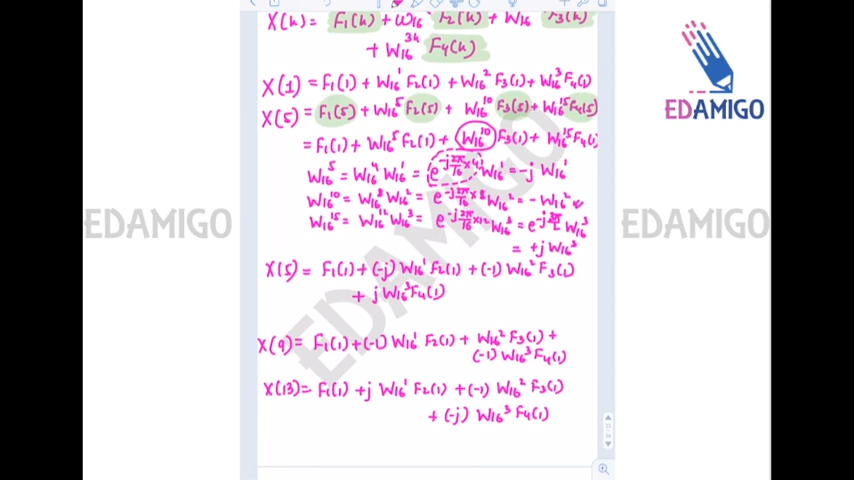 X(k) = F1(k) + W16^k F2(k) + W16 F3(k)
+ W16^3k F4(k)
X(1) = F1(1) + W16^1 F2(1) + W16^2 F3(1) + W16^3 F4(1)
X(5) = F1(5) + W16^5 F2(5) + W16^10 F3(5) + W16^15 F4(5)
= F1(1) + W16^5 F2(1) + W16^10 F3(1) + W16^15 F4(1)
W16^5 = W16^4 W16^1 = e^-j 2π/16 ×4 W16^1 = -j W16^1
W16^10 = W16^8 W16^2 = e^-j 2π/16 ×8 W16^2 = - W16^2
W16^15 = W16^12 W16^3 = e^-j 2π/16 ×12 W16^3 = e^-j 3π/2 W16^3
= +j W16^3
X(5) = F1(1) + (-j) W16^1 F2(1) + (-1) W16^2 F3(1)
+ j W16^3 F4(1)
X(9) = F1(1) + (-1) W16^1 F2(1) + W16^2 F3(1) +
(-1) W16^3 F4(1)
X(13) = F1(1) + j W16^1 F2(1) + (-1) W16^2 F3(1)
+ (-j) W16^3 F4(1)
EDAMIGO
EDAMIGO
EDAMIGO
EDAMIGO